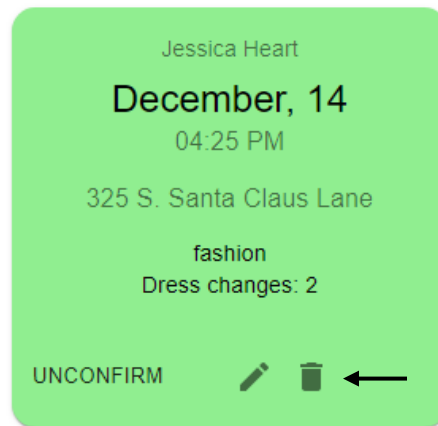 Jessica Heart
December, 14
04:25 PM
325 S. Santa Claus Lane
fashion
Dress changes: 2
UNCONFIRM